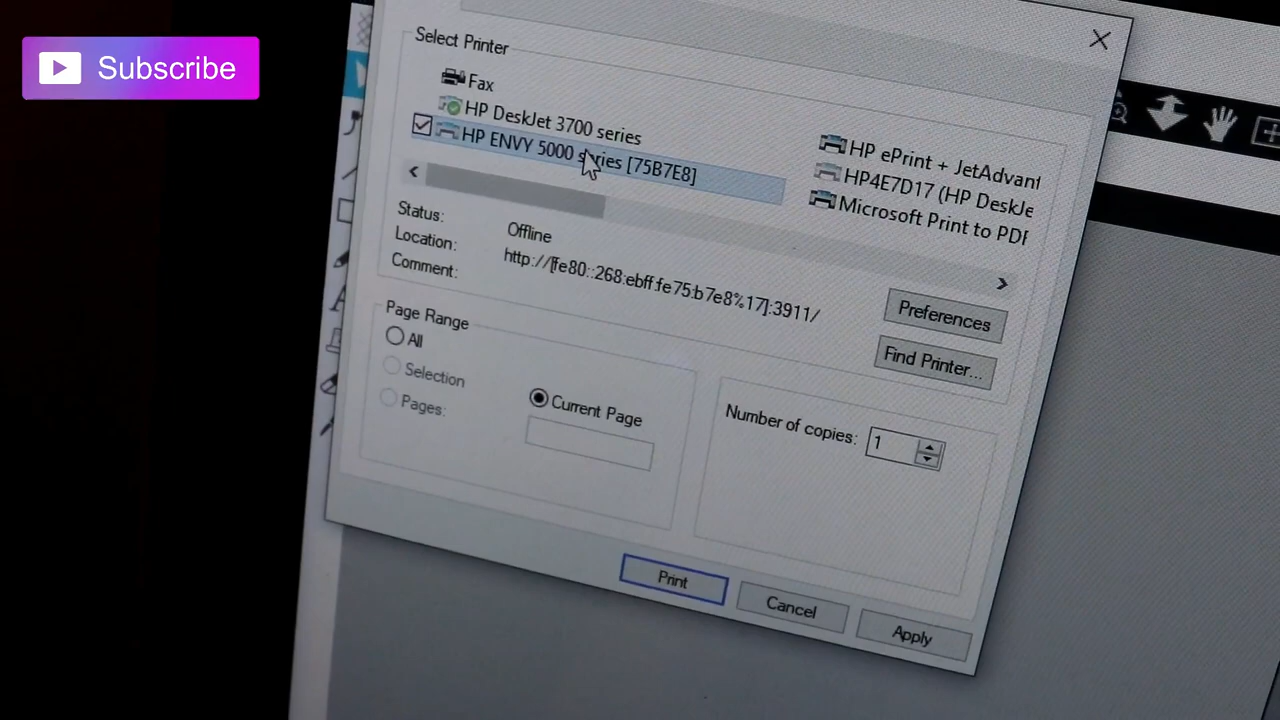 Subscribe
Select Printer
Fax
HP DeskJet 3700 series
HP ENVY 5000 series [75B7E8]
HP ePrint + JetAdvant
HP4E7D17 (HP DeskJe
Microsoft Print to PDF
Status:
Offline
Location:
http://[fe80::268:ebff:fe75:b7e8%17]:3911/
Comment:
Preferences
Find Printer...
Page Range
All
Selection
Current Page
Pages:
Number of copies:
1
Print
Cancel
Apply